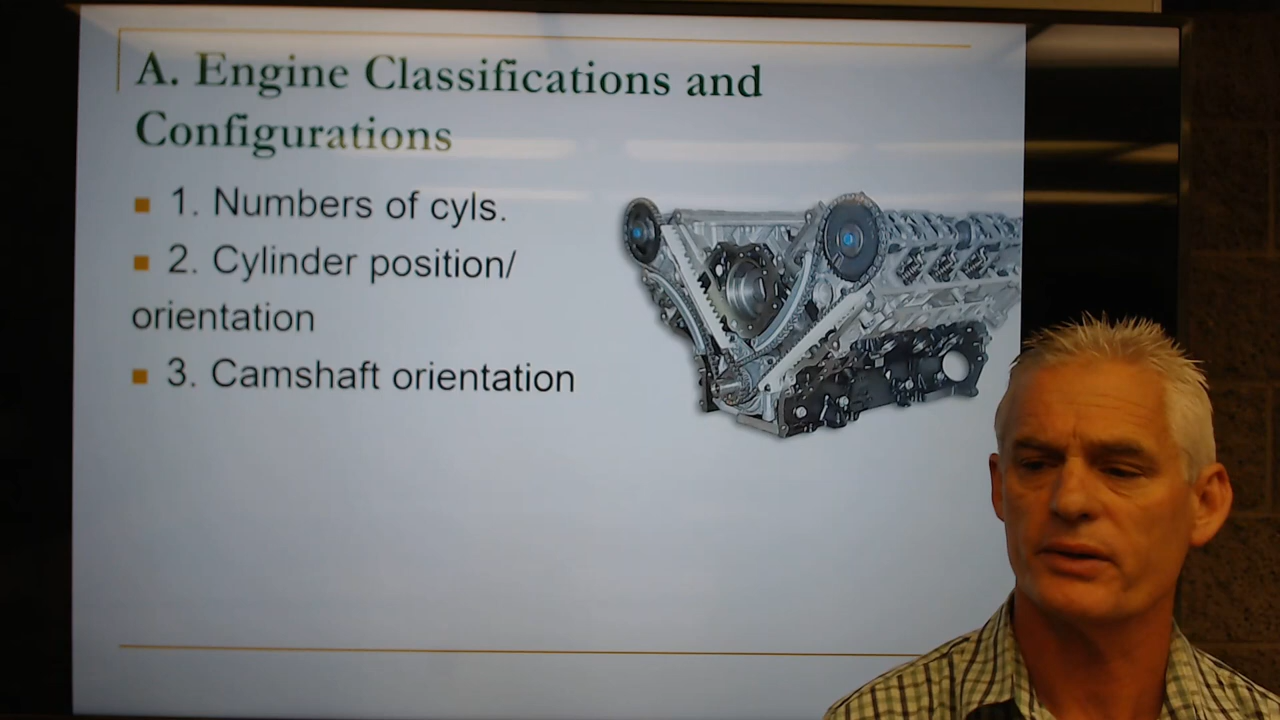 A. Engine Classifications and
Configurations
■ 1. Numbers of cyls.
■ 2. Cylinder position/
orientation
■ 3. Camshaft orientation